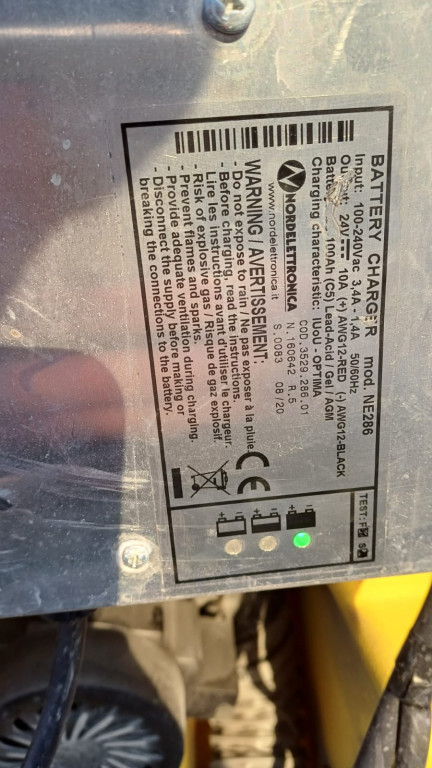 BATTERY CHARGER mod. NE286
Input: 100-240Vac 3,4A - 1,4A 50/60Hz
Output: 24V 10A (+) AWG12-RED (-) AWG12-BLACK
100Ah (C5) Lead-Acid / Gel / AGM
Charging characteristic: IUoU - OPTIMA
NORDELETTRONICA
www.nordelettronica.it
COD.3529.286.01
N.160642 R.5
S.0083 08/20
WARNING / AVERTISSEMENT:
- Do not expose to rain / Ne pas exposer à la pluie.
- Before charging, read the instructions.
Lire les instructions avant d'utiliser le chargeur.
- Risk of explosive gas / Risque de gaz explosif.
- Prevent flames and sparks.
- Provide adequate ventilation during charging.
- Disconnect the supply before making or
breaking the connections to the battery.
CE
TEST: F S